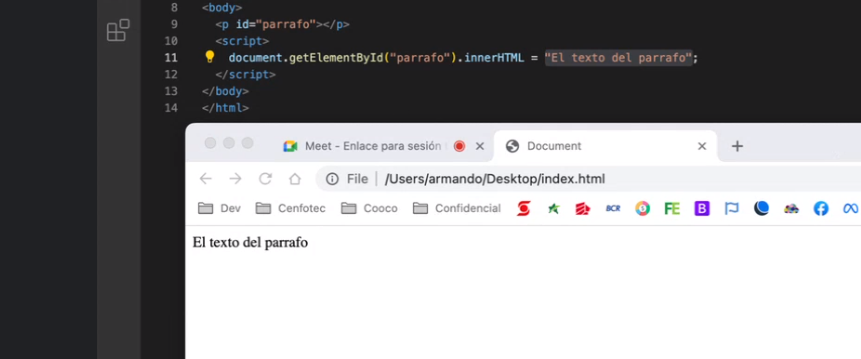 8 <body>
9 <p id="parrafo"></p>
10 <script>
11 document.getElementById("parrafo").innerHTML = "El texto del parrafo";
12 </script>
13 </body>
14 </html>
Meet - Enlace para sesión
Document
File | /Users/armando/Desktop/index.html
Dev Cenfotec Cooco Confidencial BCR FE B
El texto del parrafo